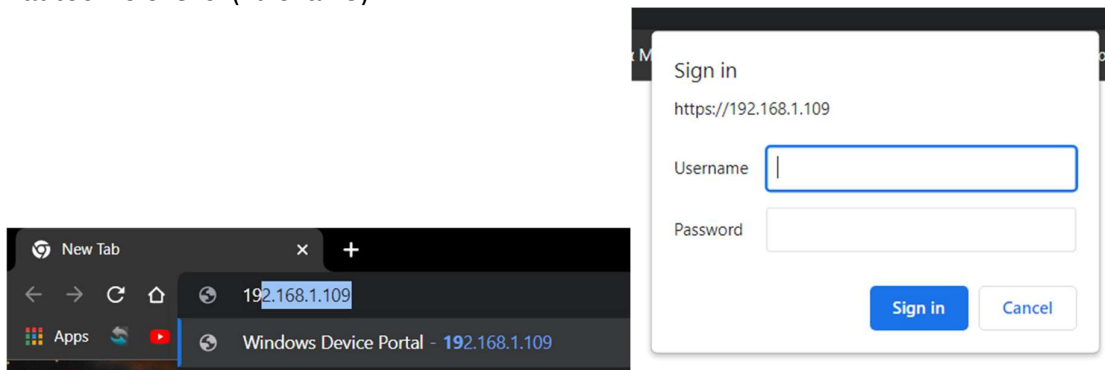 Sign in
https://192.168.1.109
Username
Password
Sign in Cancel
New Tab
192.168.1.109
Apps
Windows Device Portal - 192.168.1.109